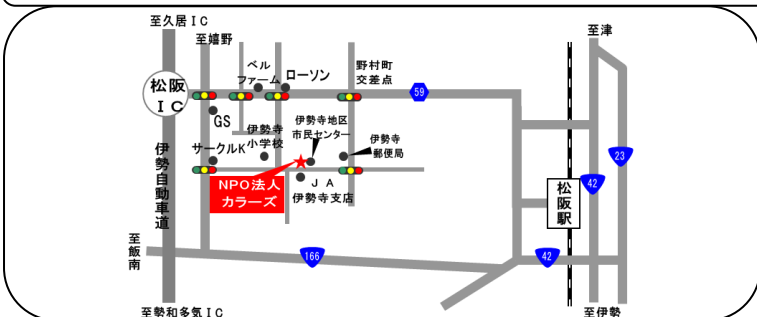 至久居IC
至嬉野
至津
ベル
ファーム
ローソン
野村町
交差点
松阪
IC
59
GS
伊勢寺
小学校
伊勢寺地区
市民センター
伊勢寺
郵便局
サークルK
伊勢自動車道
NPO法人
カラーズ
JA
伊勢寺支店
23
42
松阪駅
至飯南
166
42
至勢和多気IC
至伊勢